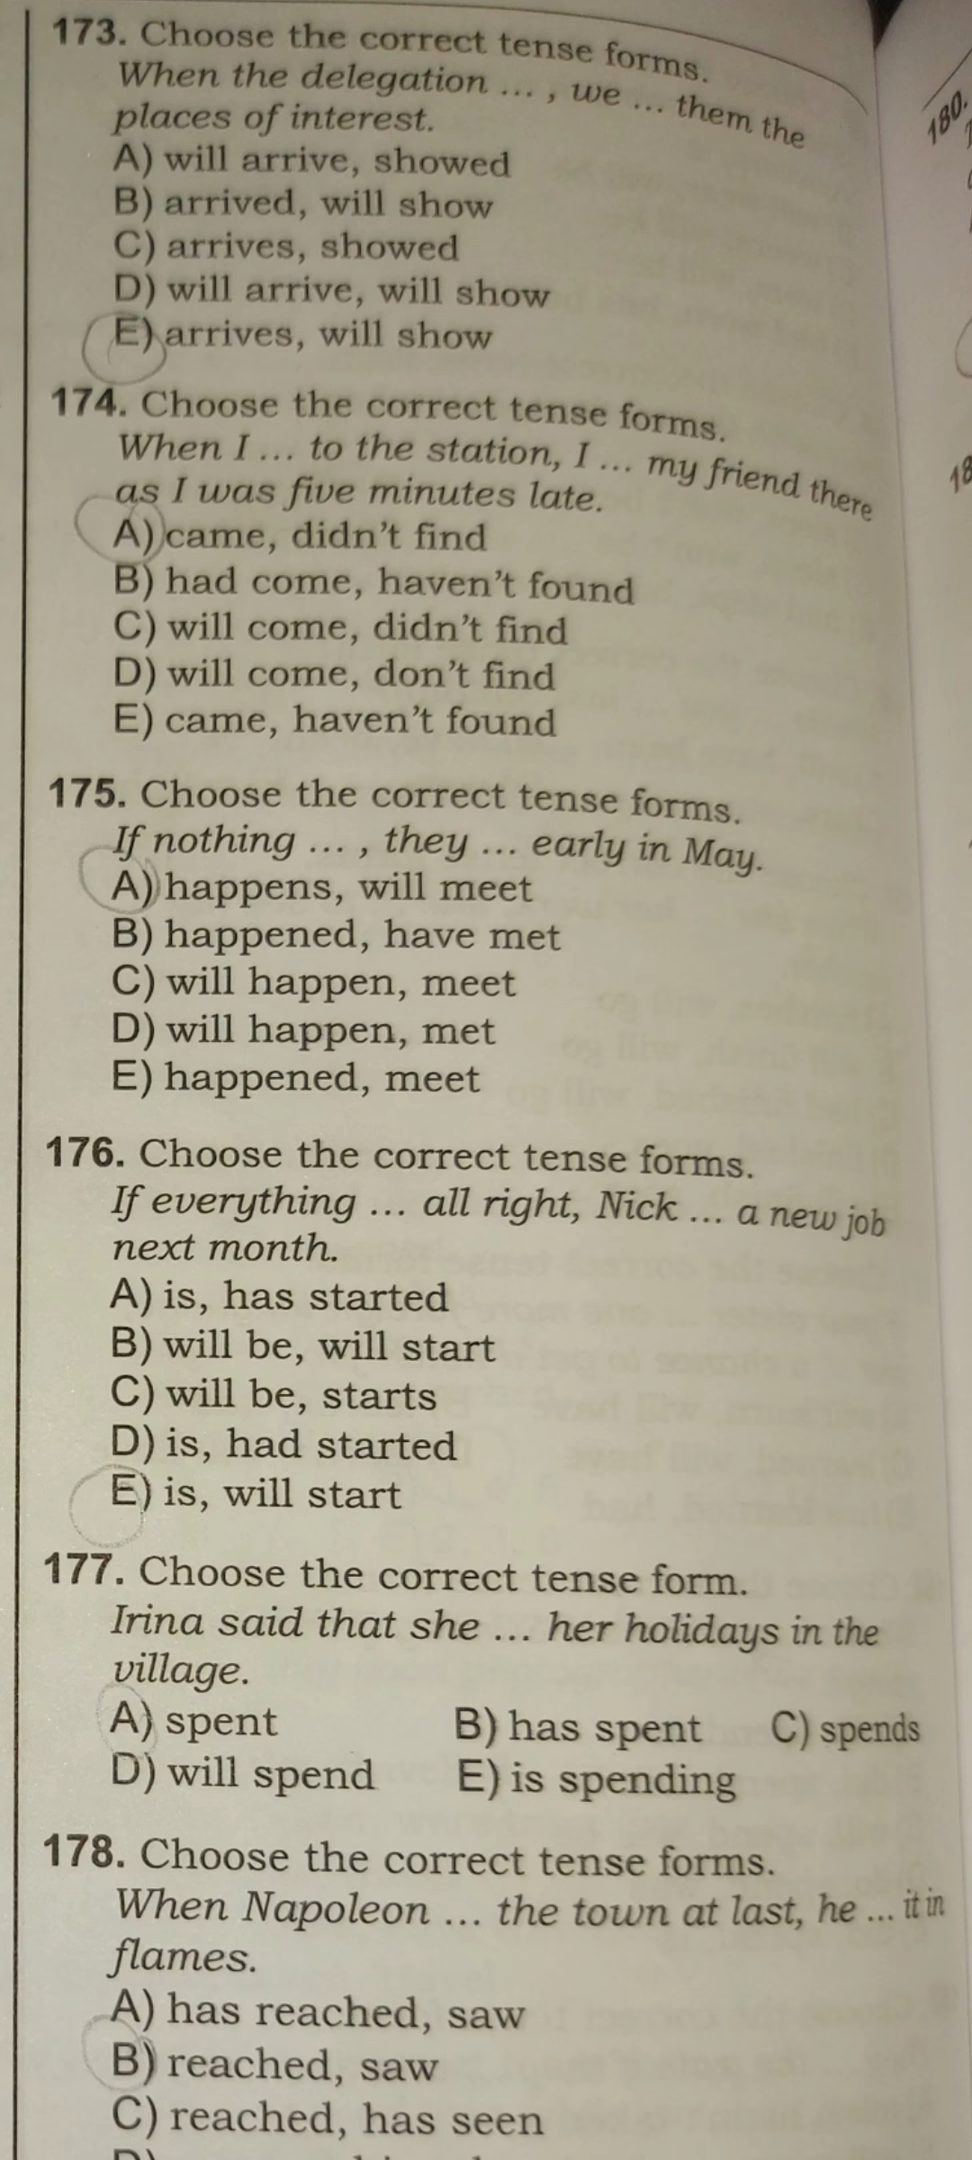 173. Choose the correct tense forms.
When the delegation ... , we ... them the
places of interest.
A) will arrive, showed
B) arrived, will show
C) arrives, showed
D) will arrive, will show
E) arrives, will show
174. Choose the correct tense forms.
When I ... to the station, I ... my friend there
as I was five minutes late.
A) came, didn't find
B) had come, haven't found
C) will come, didn't find
D) will come, don't find
E) came, haven't found
175. Choose the correct tense forms.
If nothing ... , they ... early in May.
A) happens, will meet
B) happened, have met
C) will happen, meet
D) will happen, met
E) happened, meet
176. Choose the correct tense forms.
If everything ... all right, Nick ... a new job
next month.
A) is, has started
B) will be, will start
C) will be, starts
D) is, had started
E) is, will start
177. Choose the correct tense form.
Irina said that she ... her holidays in the
village.
A) spent B) has spent C) spends
D) will spend E) is spending
178. Choose the correct tense forms.
When Napoleon ... the town at last, he ... it in
flames.
A) has reached, saw
B) reached, saw
C) reached, has seen
180.